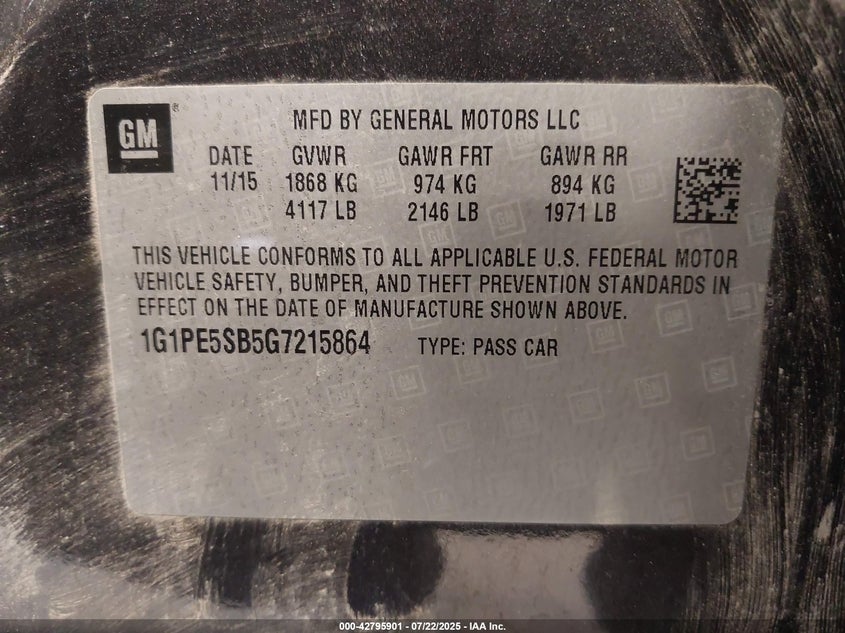 GM
MFD BY GENERAL MOTORS LLC
DATE GVWR GAWR FRT GAWR RR
11/15 1868 KG 974 KG 894 KG
4117 LB 2146 LB 1971 LB
THIS VEHICLE CONFORMS TO ALL APPLICABLE U.S. FEDERAL MOTOR
VEHICLE SAFETY, BUMPER, AND THEFT PREVENTION STANDARDS IN
EFFECT ON THE DATE OF MANUFACTURE SHOWN ABOVE.
1G1PE5SB5G7215864 TYPE: PASS CAR
000-42795901 - 07/22/2025 - IAA Inc.